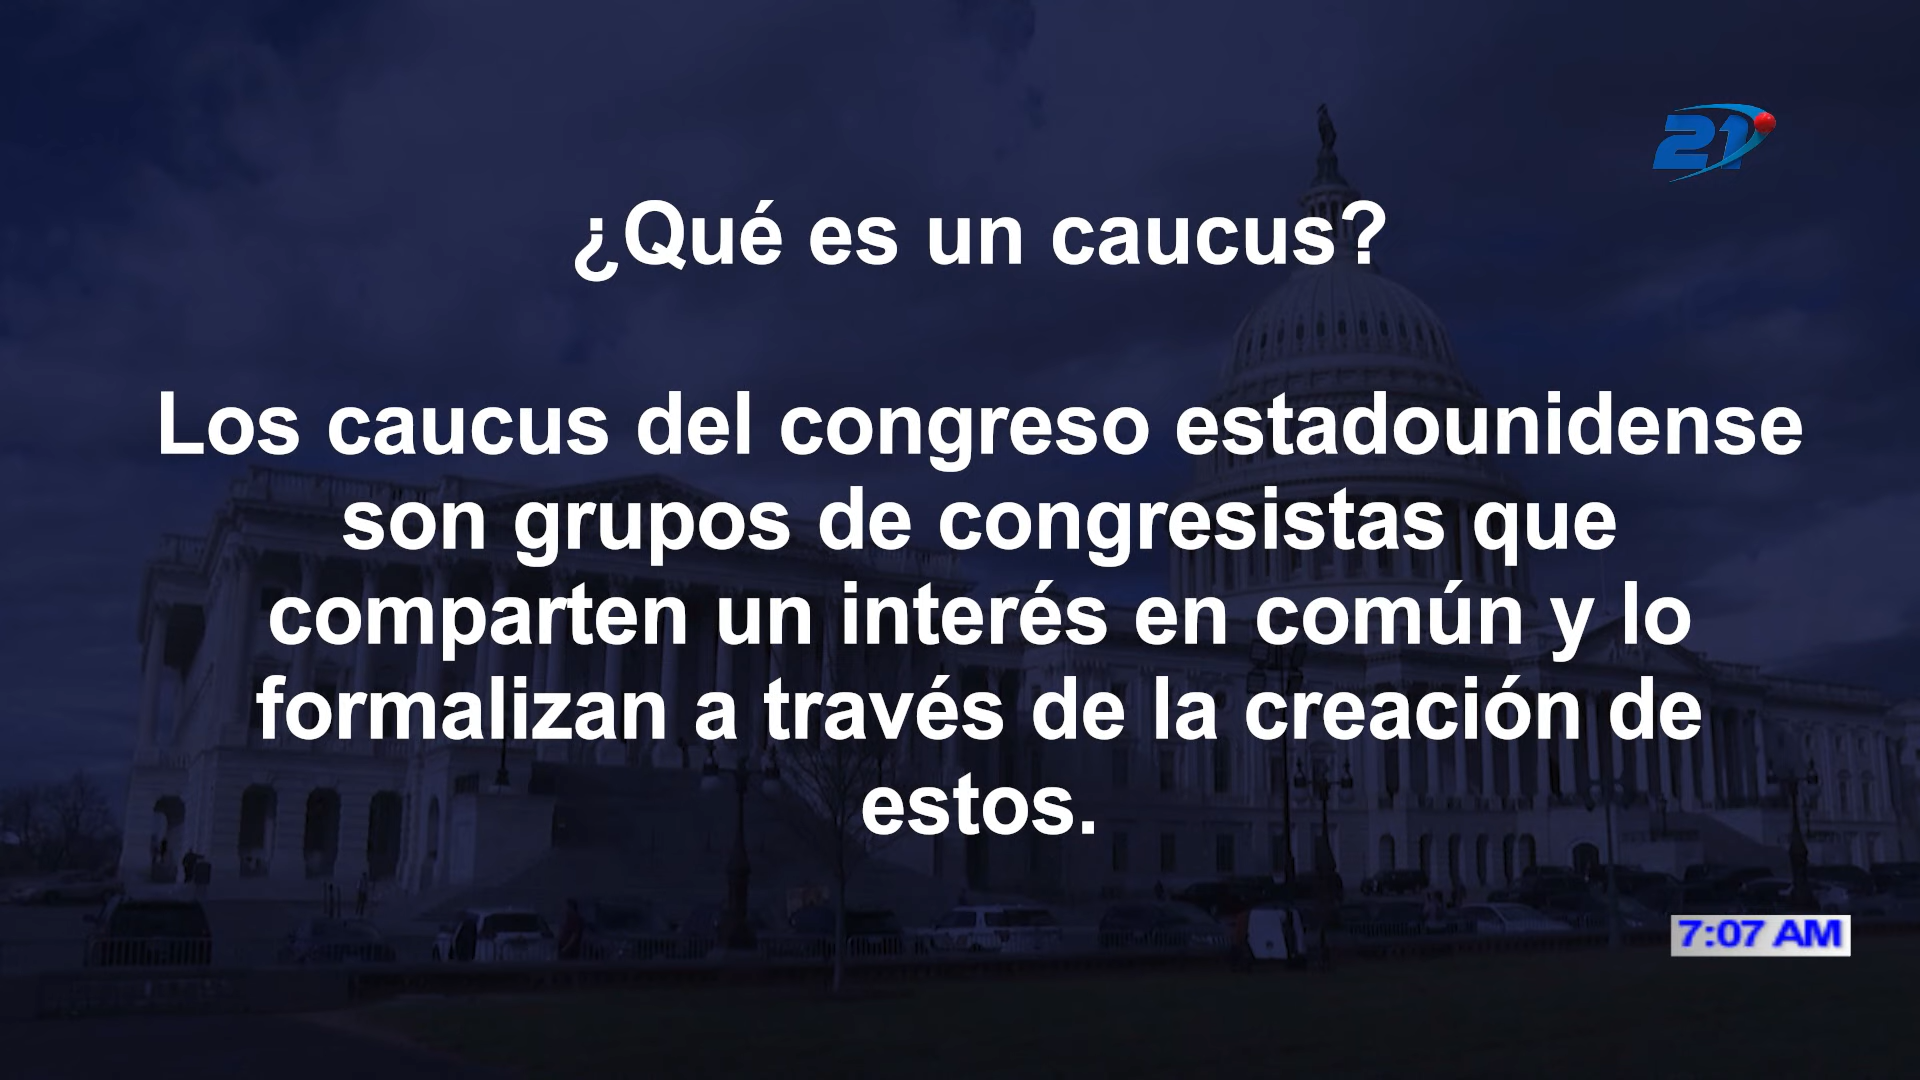 21
¿Qué es un caucus?
Los caucus del congreso estadounidense
son grupos de congresistas que
comparten un interés en común y lo
formalizan a través de la creación de
estos.
7:07 AM